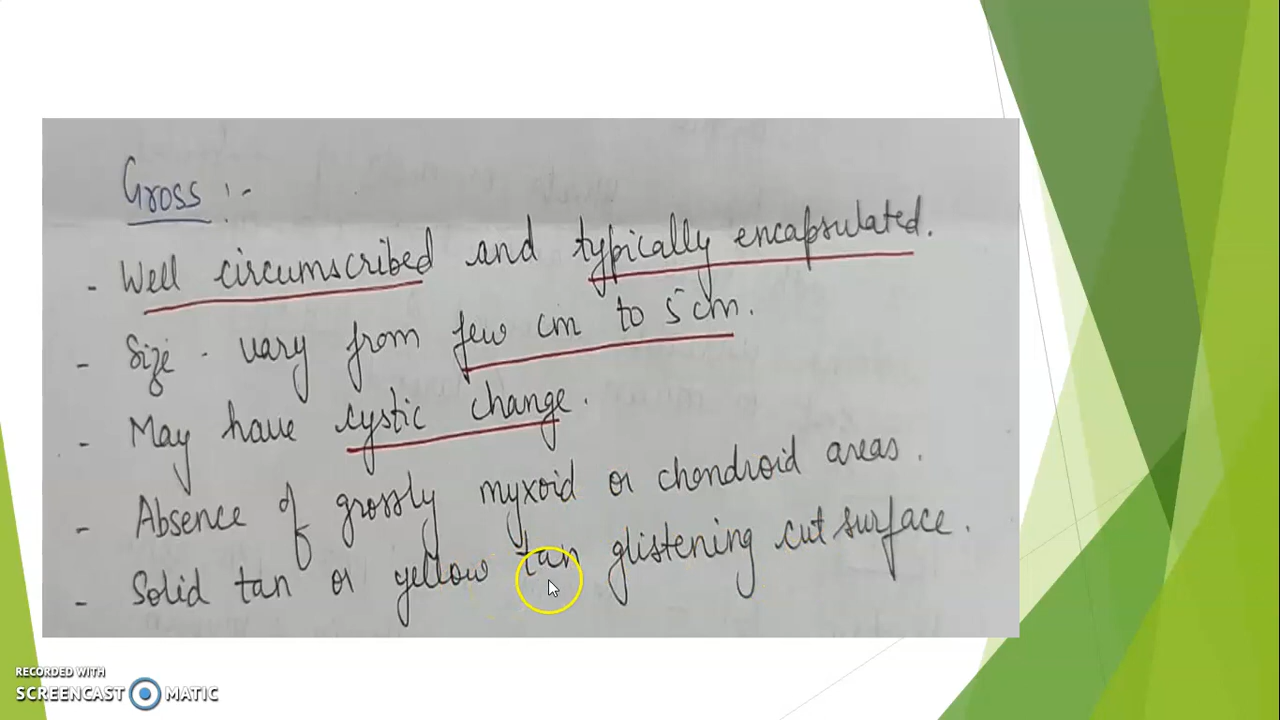 Gross :-
- Well circumscribed and typically encapsulated.
- Size - vary from few cm to 5 cm.
- May have cystic change.
- Absence of grossly myxoid or chondroid areas.
- Solid tan or yellow tan glistening cut surface.
RECORDED WITH
SCREENCAST MATIC